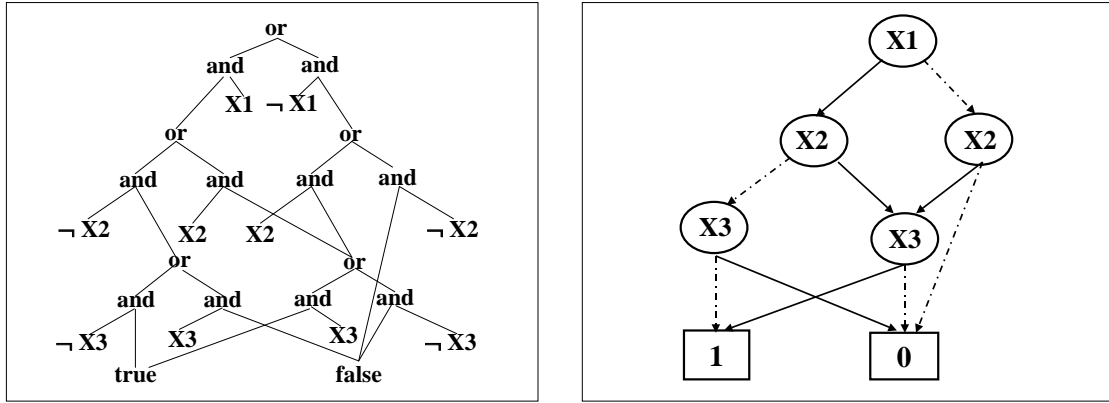 or
and and
X1 ¬ X1
or or
and and and and
¬ X2 X2 X2 ¬ X2
or or
and and and and
¬ X3 X3 X3 ¬ X3
true false
X1
X2 X2
X3 X3
1 0